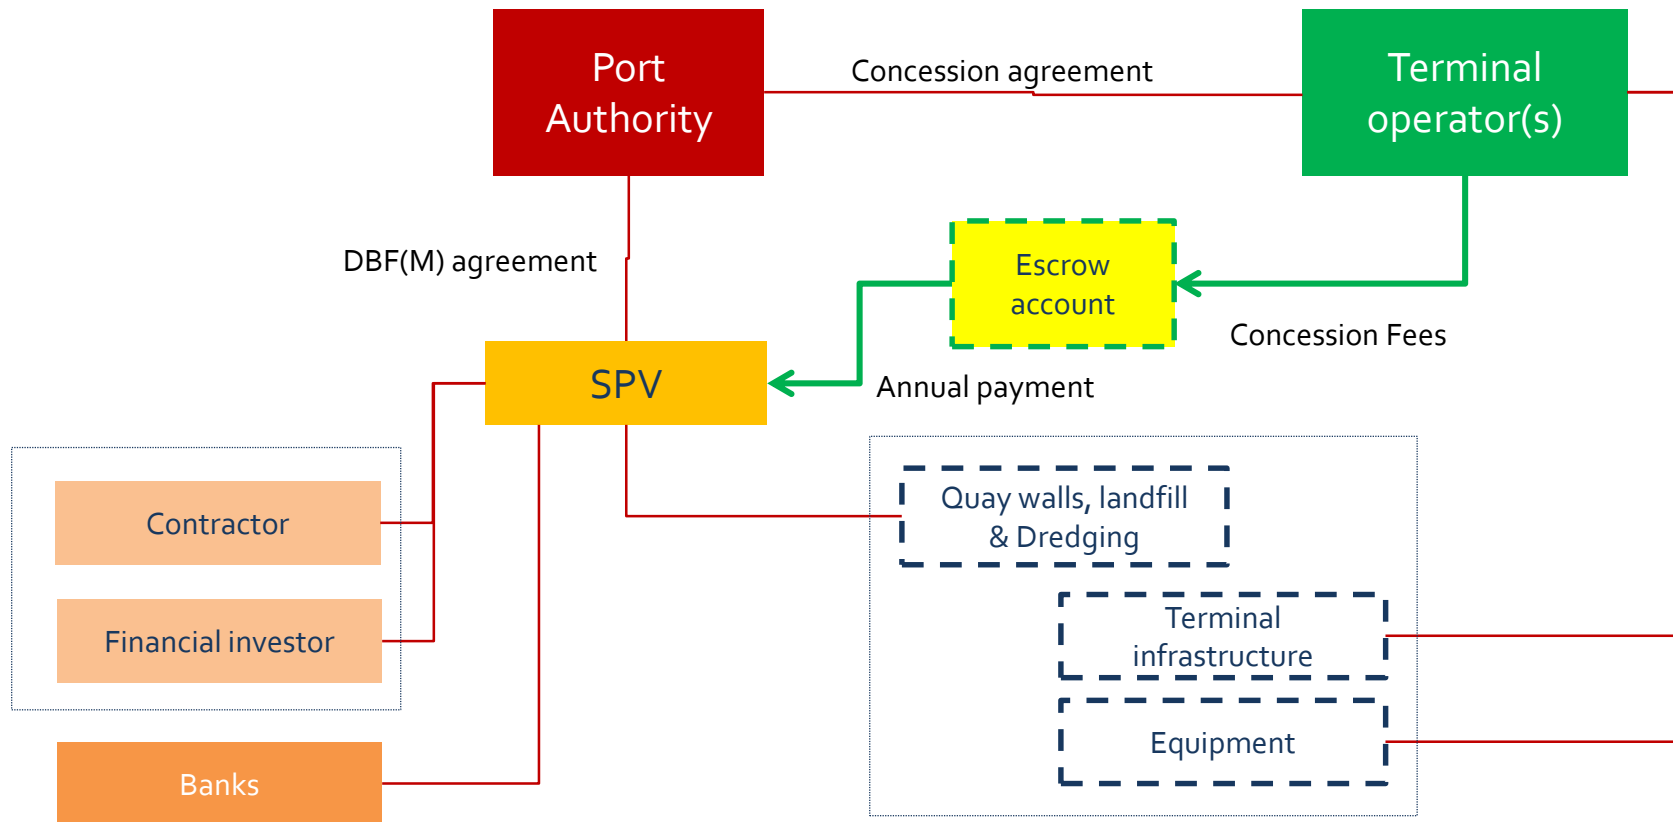 Port
Authority
Concession agreement
Terminal
operator(s)
DBF(M) agreement
Escrow
account
Concession Fees
SPV
Annual payment
Contractor
Quay walls, landfill
& Dredging
Financial investor
Terminal
infrastructure
Equipment
Banks